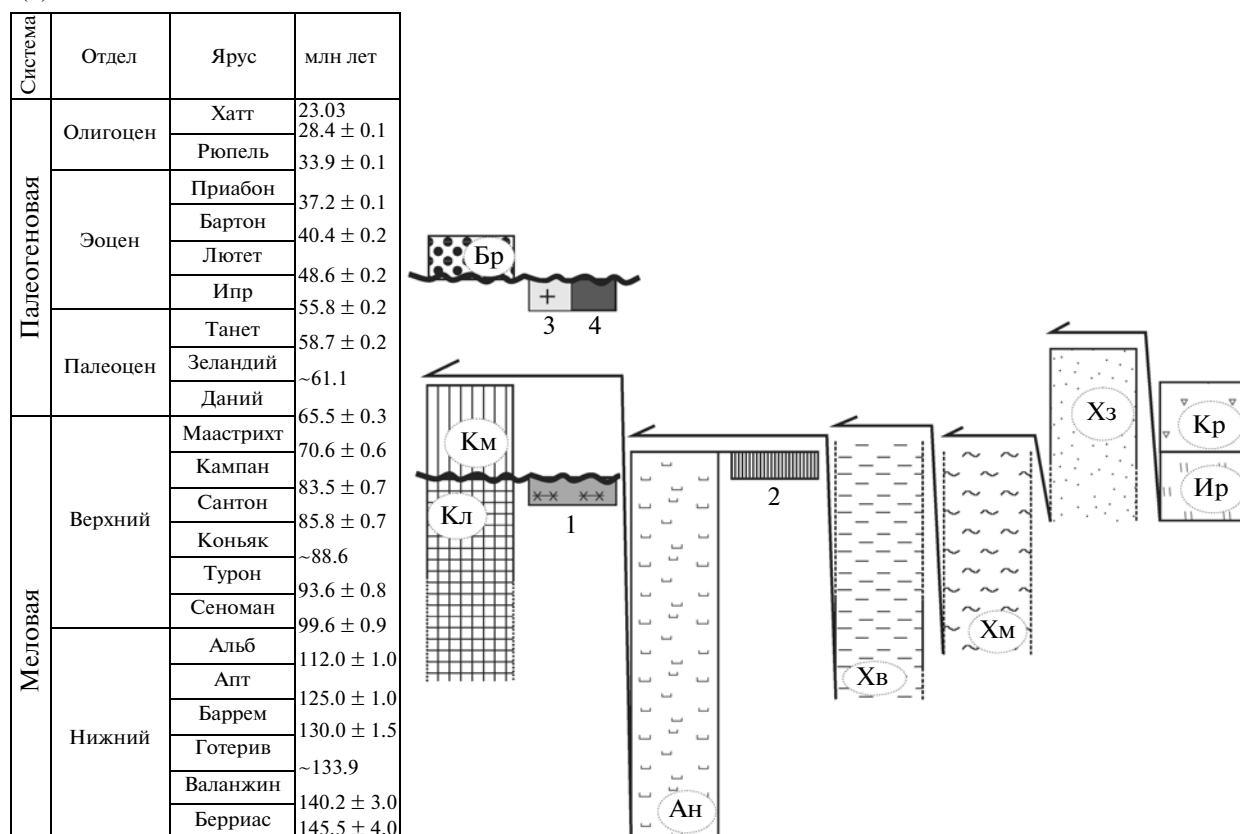 Система
Отдел
Ярус
млн лет
Палеогеновая
Олигоцен
Хатт
23.03
28.4 ± 0.1
Рюпель
33.9 ± 0.1
Эоцен
Приабон
37.2 ± 0.1
Бартон
40.4 ± 0.2
Лютет
48.6 ± 0.2
Ипр
55.8 ± 0.2
Палеоцен
Танет
58.7 ± 0.2
Зеландий
~61.1
Даний
65.5 ± 0.3
Меловая
Верхний
Маастрихт
70.6 ± 0.6
Кампан
83.5 ± 0.7
Сантон
85.8 ± 0.7
Коньяк
~88.6
Турон
93.6 ± 0.8
Сеноман
99.6 ± 0.9
Нижний
Альб
112.0 ± 1.0
Апт
125.0 ± 1.0
Баррем
130.0 ± 1.5
Готерив
~133.9
Валанжин
140.2 ± 3.0
Берриас
145.5 ± 4.0
Бр
3
4
Км
Кл
1
2
Ан
Хв
Хм
Хз
Кр
Ир